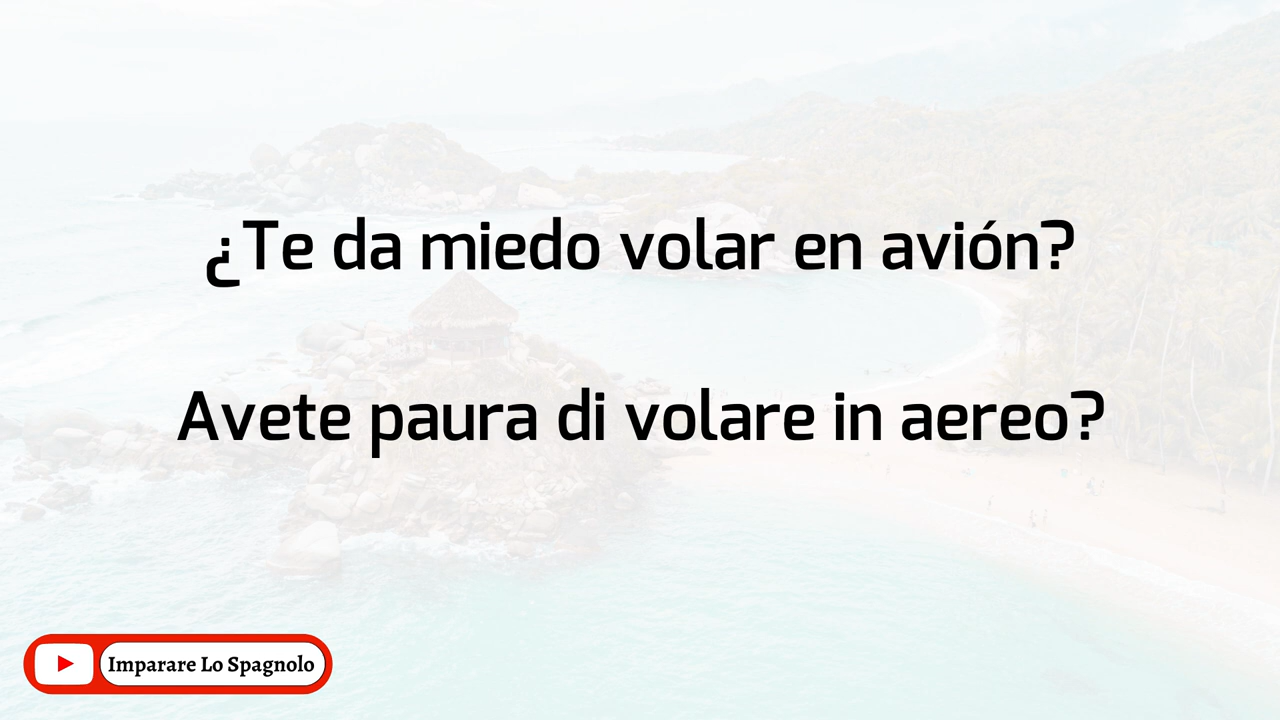 ¿Te da miedo volar en avión?
Avete paura di volare in aereo?
Imparare Lo Spagnolo